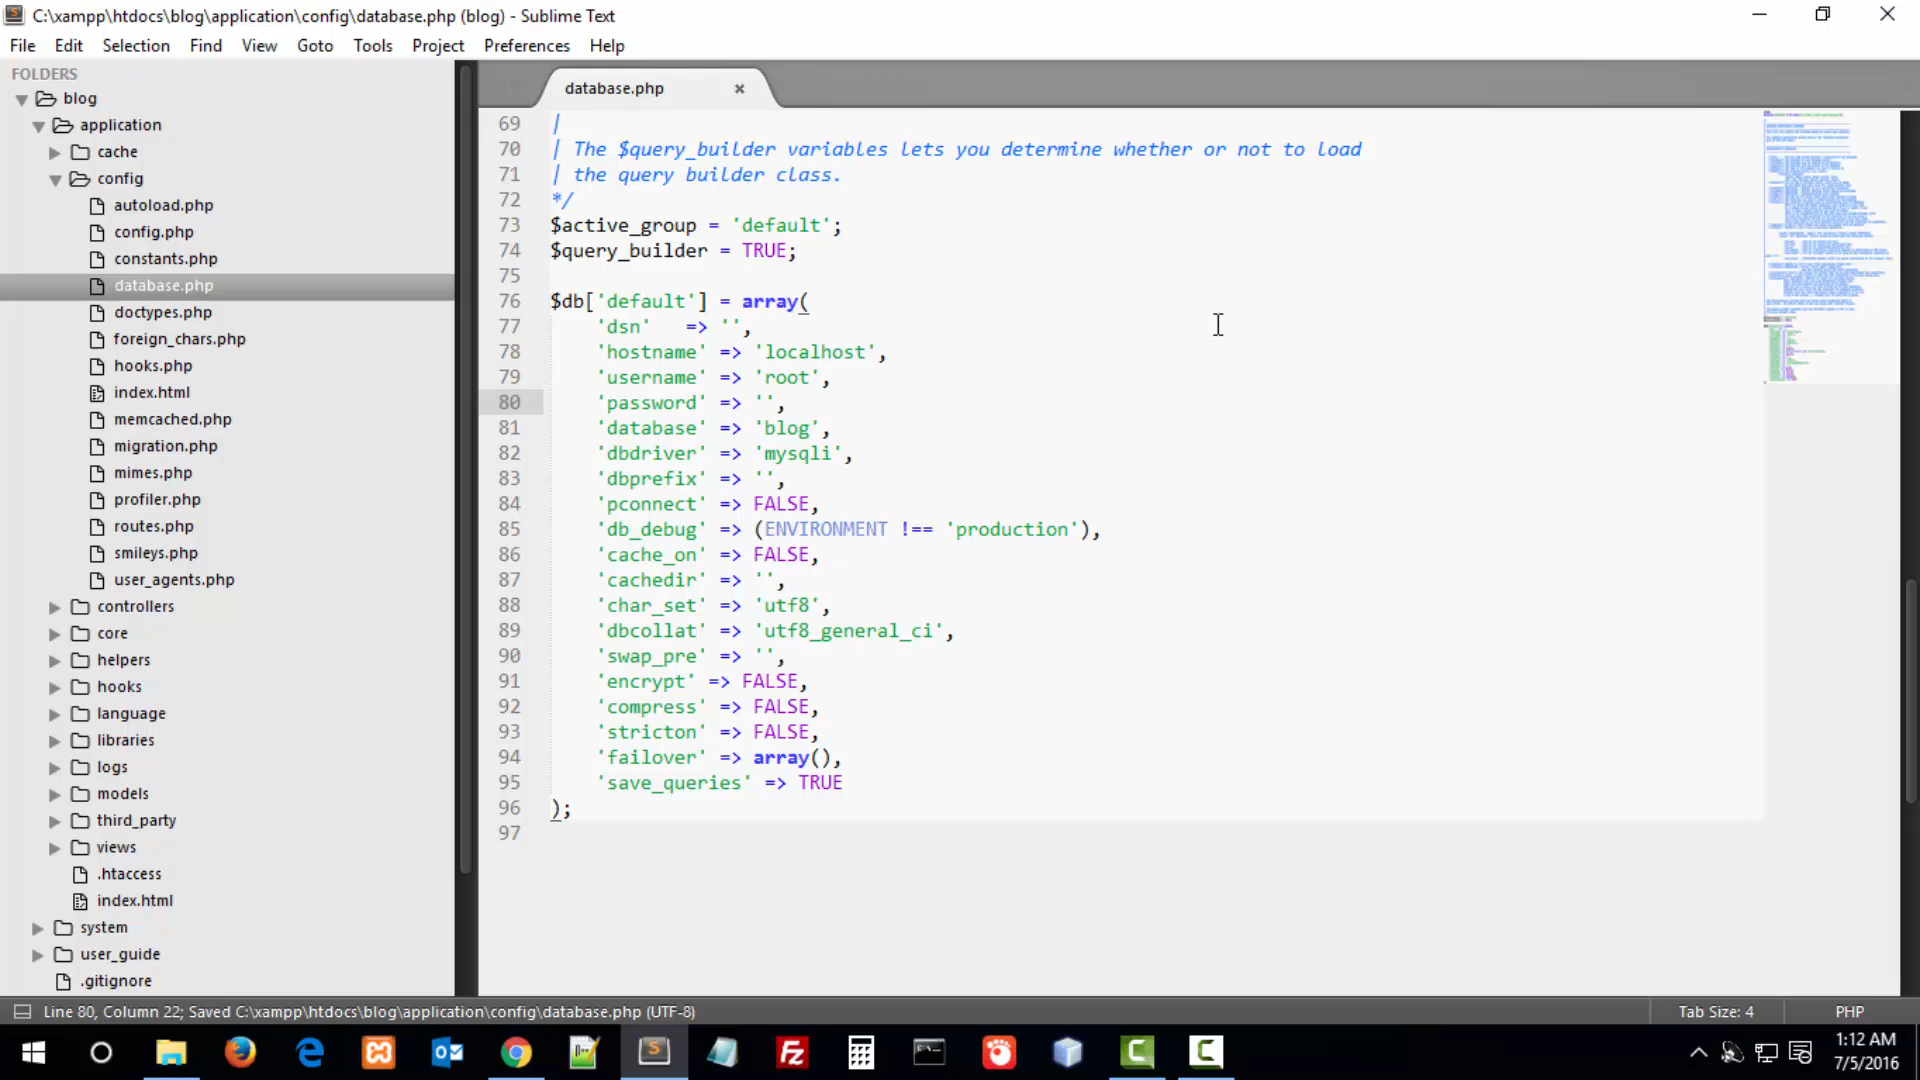 C:\xampp\htdocs\blog\application\config\database.php (blog) - Sublime Text
File Edit Selection Find View Goto Tools Project Preferences Help
FOLDERS
blog
application
cache
config
autoload.php
config.php
constants.php
database.php
doctypes.php
foreign_chars.php
hooks.php
index.html
memcached.php
migration.php
mimes.php
profiler.php
routes.php
smileys.php
user_agents.php
controllers
core
helpers
hooks
language
libraries
logs
models
third_party
views
.htaccess
index.html
system
user_guide
.gitignore
database.php
69 |
70 | The $query_builder variables lets you determine whether or not to load
71 | the query builder class.
72 */
73 $active_group = 'default';
74 $query_builder = TRUE;
75
76 $db['default'] = array(
77 'dsn' => '',
78 'hostname' => 'localhost',
79 'username' => 'root',
80 'password' => '',
81 'database' => 'blog',
82 'dbdriver' => 'mysqli',
83 'dbprefix' => '',
84 'pconnect' => FALSE,
85 'db_debug' => (ENVIRONMENT !== 'production'),
86 'cache_on' => FALSE,
87 'cachedir' => '',
88 'char_set' => 'utf8',
89 'dbcollat' => 'utf8_general_ci',
90 'swap_pre' => '',
91 'encrypt' => FALSE,
92 'compress' => FALSE,
93 'stricton' => FALSE,
94 'failover' => array(),
95 'save_queries' => TRUE
96 );
97
Line 80, Column 22; Saved C:\xampp\htdocs\blog\application\config\database.php (UTF-8)
Tab Size: 4
PHP
1:12 AM
7/5/2016